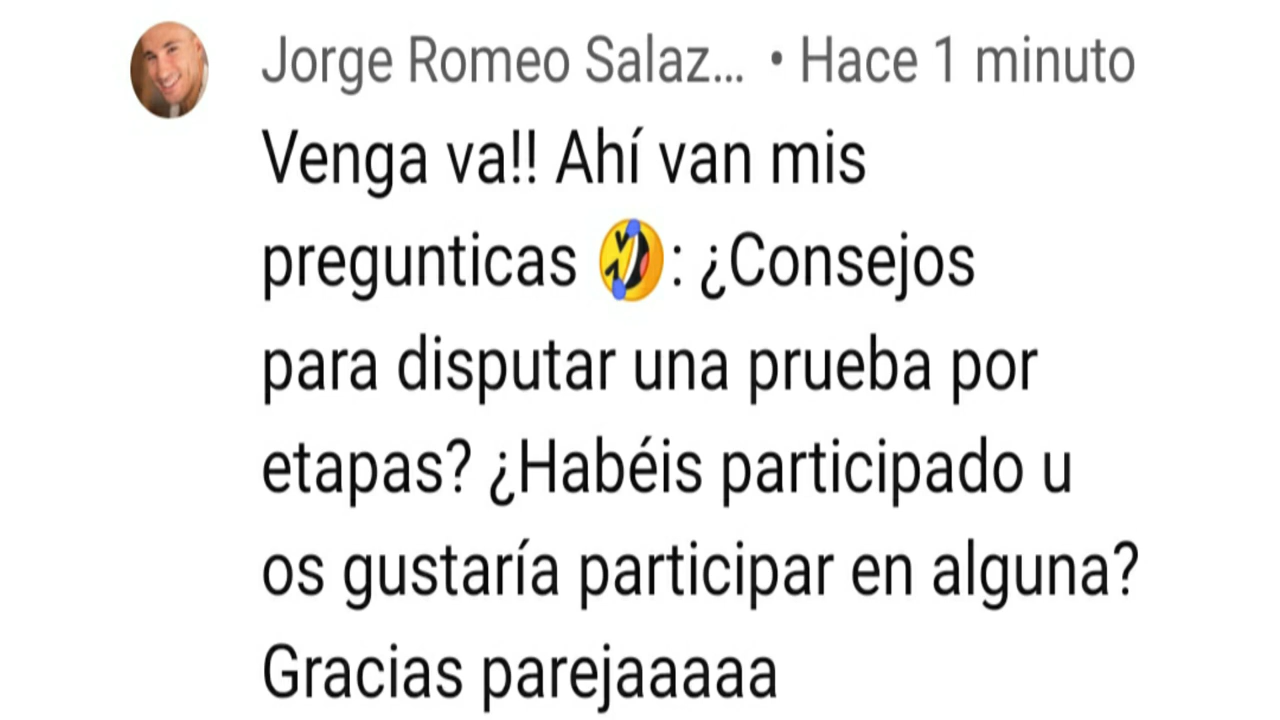 Jorge Romeo Salaz... • Hace 1 minuto
Venga va!! Ahí van mis
pregunticas 🤣: ¿Consejos
para disputar una prueba por
etapas? ¿Habéis participado u
os gustaría participar en alguna?
Gracias parejaaaaa